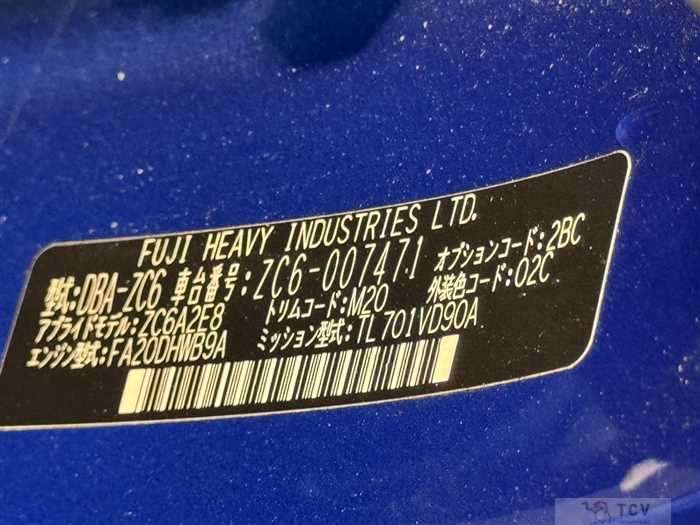 FUJI HEAVY INDUSTRIES LTD.
型式:DBA-ZC6 車台番号:ZC6-007471 オプションコード:2BC
アプライドモデル:ZC6A2E8 トリムコード:M20 外装色コード:02C
エンジン型式:FA20DHWB9A ミッション型式:TL701VD90A
TCV